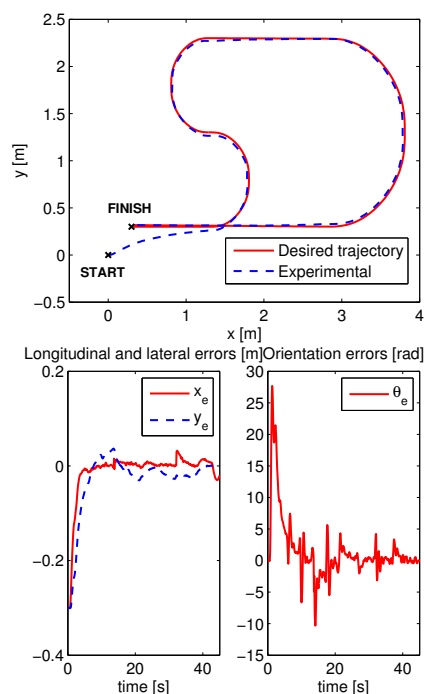 2.5
2
1.5
1
0.5
0
-0.5
y [m]
FINISH
START
Desired trajectory
Experimental
0 1 2 3 4
x [m]
Longitudinal and lateral errors [m]
0.2
0
-0.2
-0.4
x_e
y_e
0 20 40
time [s]
Orientation errors [rad]
30
25
20
15
10
5
0
-5
-10
-15
θ_e
0 20 40
time [s]